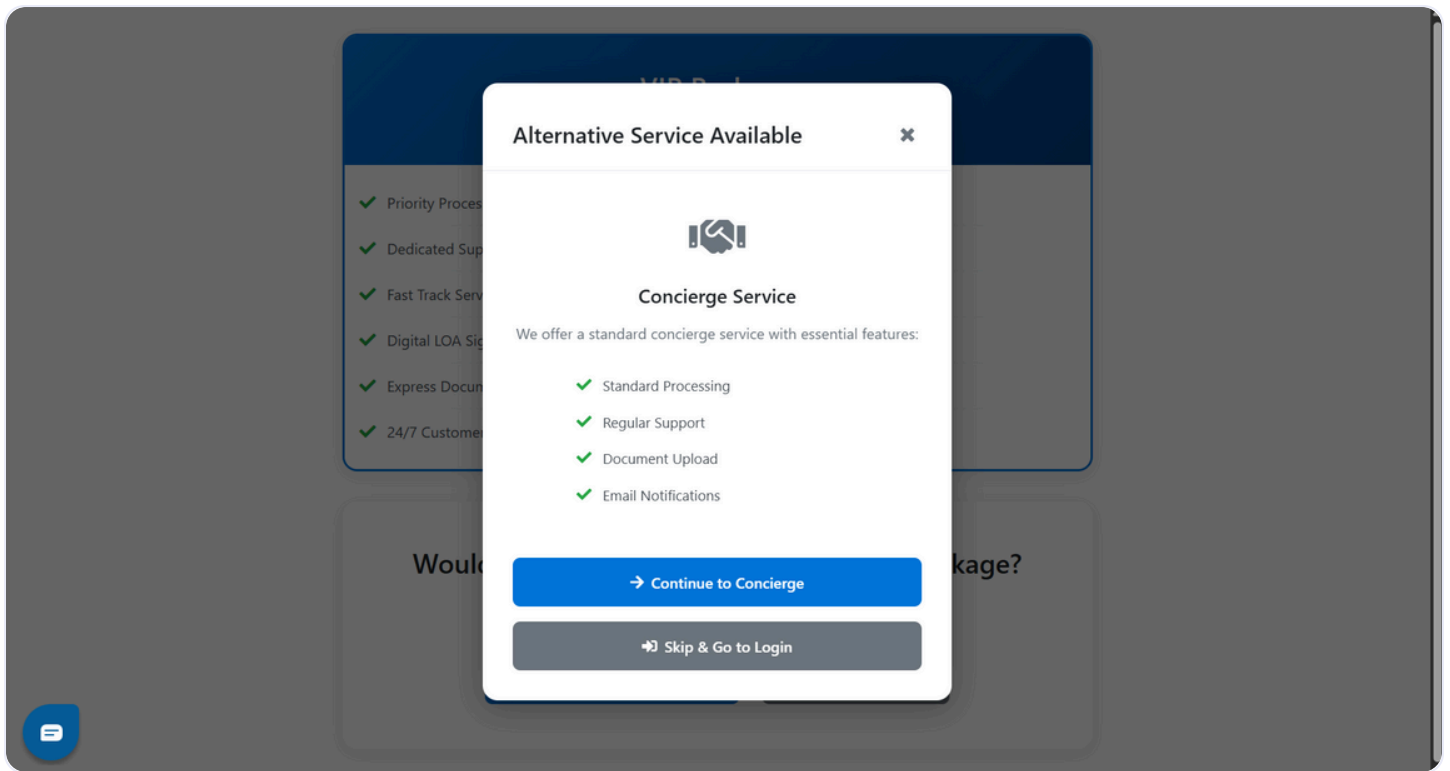 Alternative Service Available
Priority Proces
Dedicated Sup
Fast Track Serv
Digital LOA Sig
Express Docun
24/7 Custome
Concierge Service
We offer a standard concierge service with essential features:
Standard Processing
Regular Support
Document Upload
Email Notifications
Would
kage?
Continue to Concierge
Skip & Go to Login